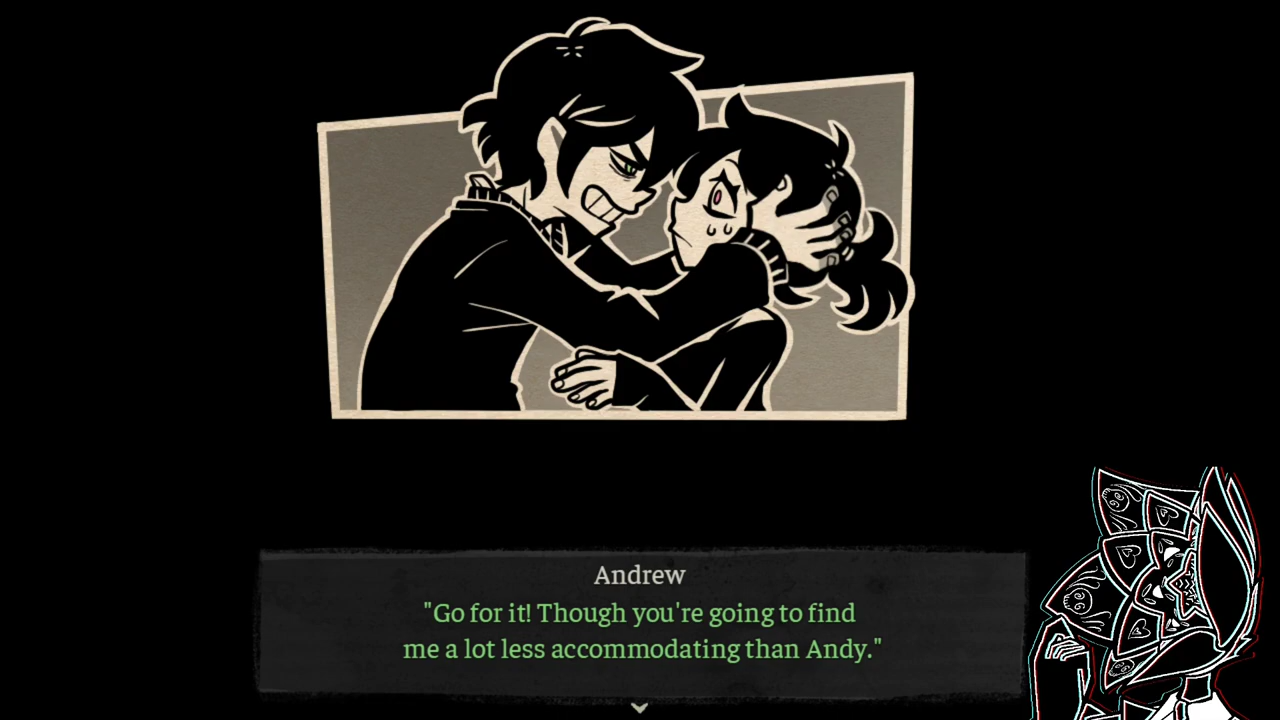 Andrew
"Go for it! Though you're going to find
me a lot less accommodating than Andy."